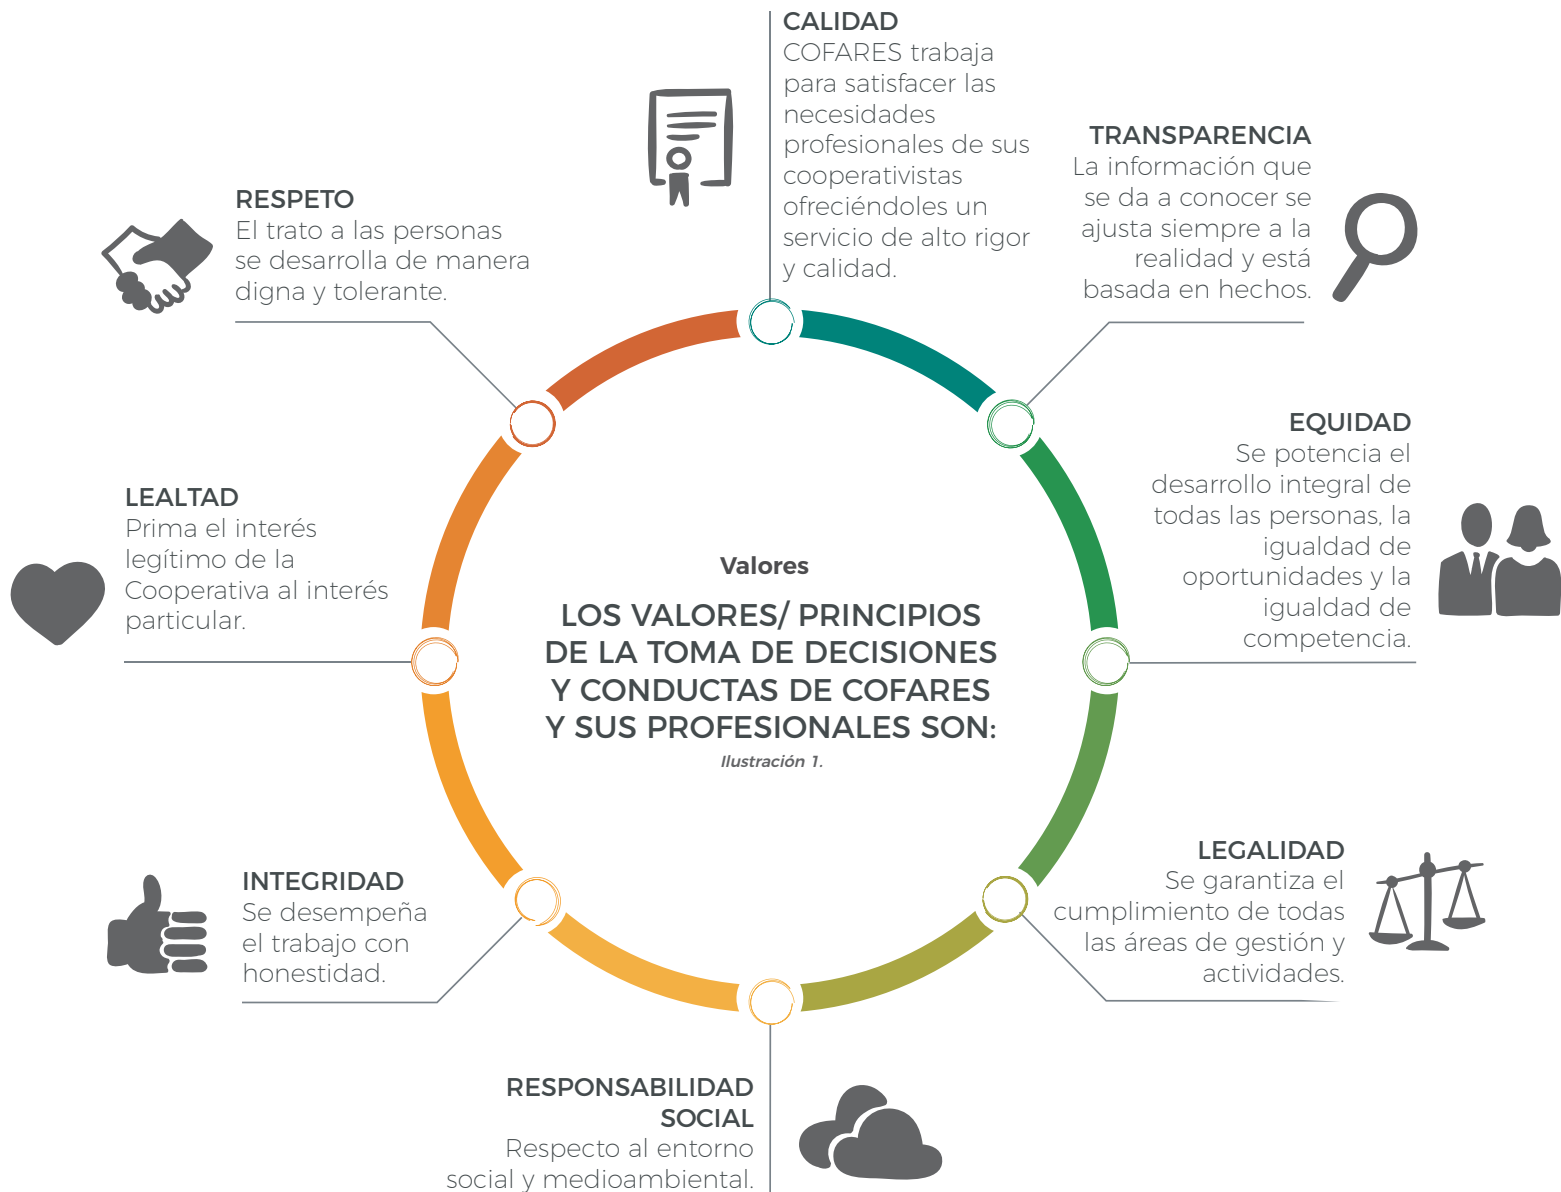 CALIDAD
COFARES trabaja
para satisfacer las
necesidades
profesionales de sus
cooperativistas
ofreciéndoles un
servicio de alto rigor
y calidad.
TRANSPARENCIA
La información que
se da a conocer se
ajusta siempre a la
realidad y está
basada en hechos.
EQUIDAD
Se potencia el
desarrollo integral de
todas las personas, la
igualdad de
oportunidades y la
igualdad de
competencia.
LEGALIDAD
Se garantiza el
cumplimiento de todas
las áreas de gestión y
actividades.
RESPONSABILIDAD
SOCIAL
Respecto al entorno
social y medioambiental.
INTEGRIDAD
Se desempeña
el trabajo con
honestidad.
LEALTAD
Prima el interés
legítimo de la
Cooperativa al interés
particular.
RESPETO
El trato a las personas
se desarrolla de manera
digna y tolerante.
Valores
LOS VALORES/ PRINCIPIOS
DE LA TOMA DE DECISIONES
Y CONDUCTAS DE COFARES
Y SUS PROFESIONALES SON:
Ilustración 1.